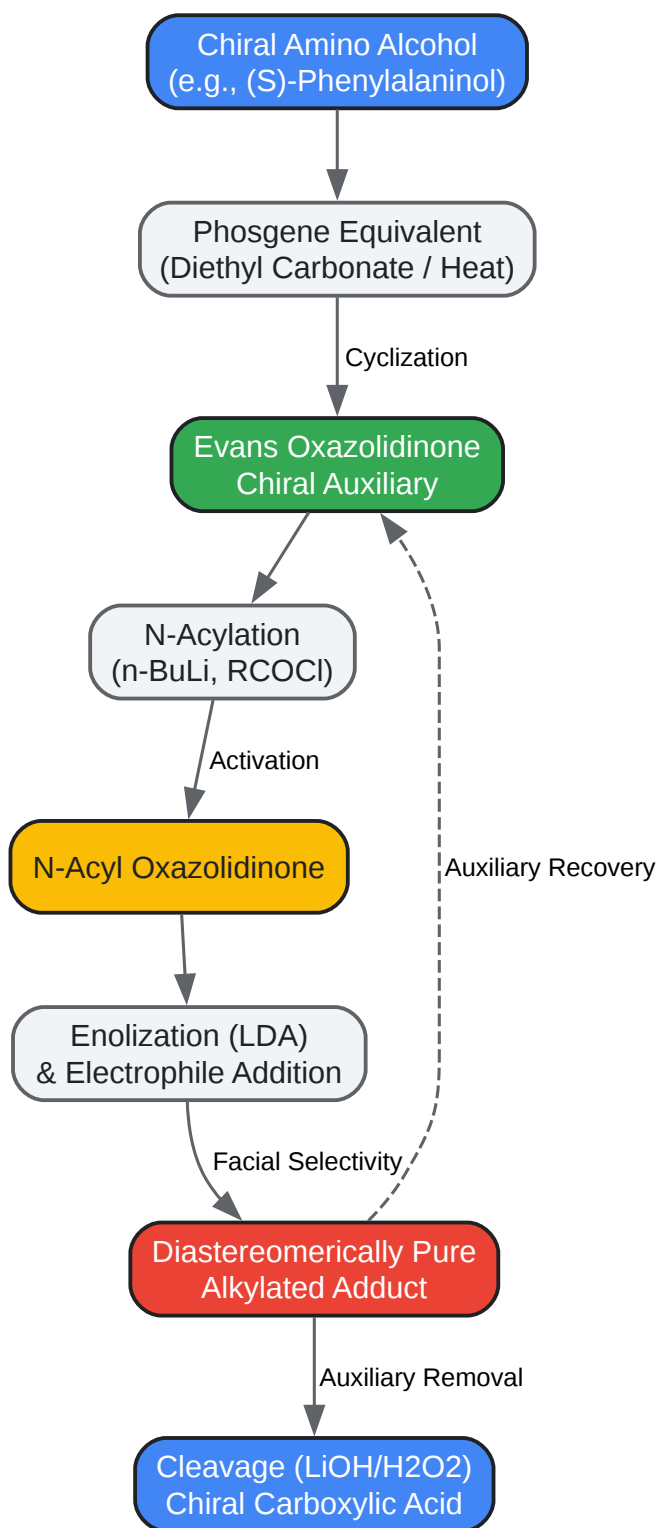 Chiral Amino Alcohol
(e.g., (S)-Phenylalaninol)
Phosgene Equivalent
(Diethyl Carbonate / Heat)
Cyclization
Evans Oxazolidinone
Chiral Auxiliary
N-Acylation
(n-BuLi, RCOCl)
Activation
N-Acyl Oxazolidinone
Auxiliary Recovery
Enolization (LDA)
& Electrophile Addition
Facial Selectivity
Diastereomerically Pure
Alkylated Adduct
Auxiliary Removal
Cleavage (LiOH/H2O2)
Chiral Carboxylic Acid